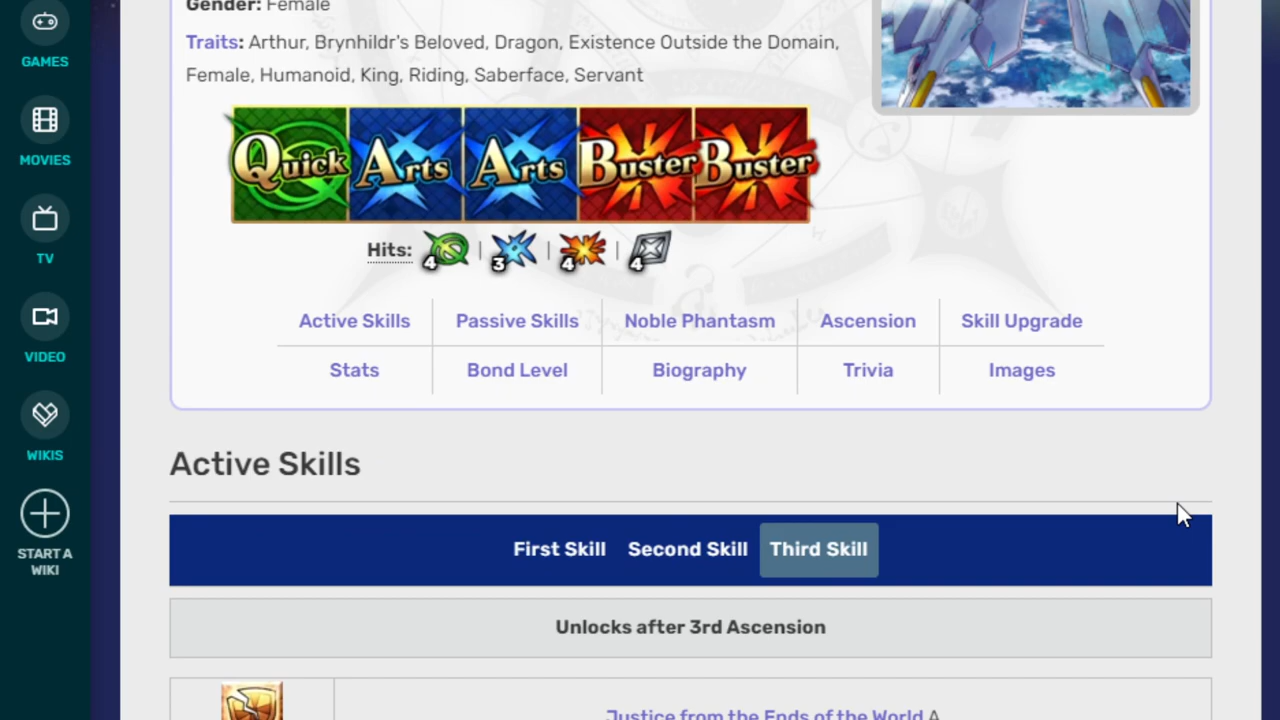 GAMES
MOVIES
TV
VIDEO
WIKIS
START A
WIKI
Gender: Female
Traits: Arthur, Brynhildr's Beloved, Dragon, Existence Outside the Domain,
Female, Humanoid, King, Riding, Saberface, Servant
Quick Arts Arts Buster Buster
Hits: 4 | 3 | 4 | 4
Active Skills Passive Skills Noble Phantasm Ascension Skill Upgrade
Stats Bond Level Biography Trivia Images
Active Skills
First Skill Second Skill Third Skill
Unlocks after 3rd Ascension
Justice from the Ends of the World A